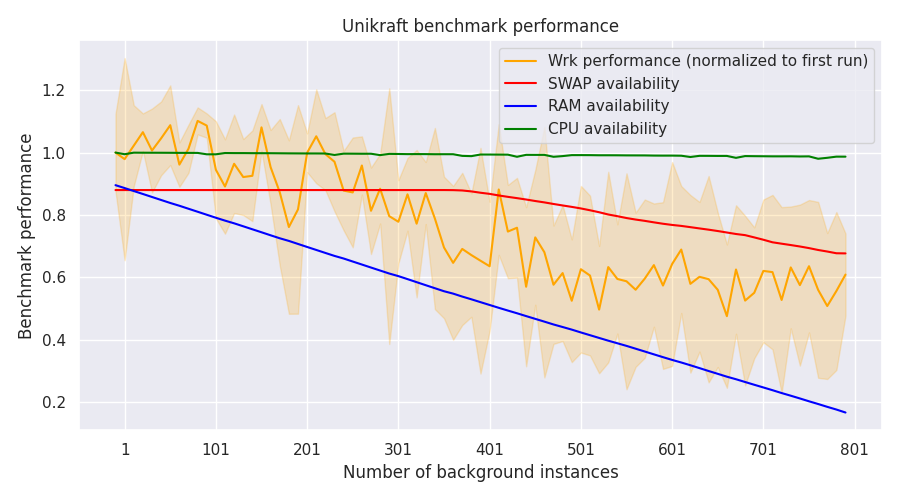 Unikraft benchmark performance
Wrk performance (normalized to first run)
SWAP availability
RAM availability
CPU availability
Benchmark performance
1.2
1.0
0.8
0.6
0.4
0.2
1 101 201 301 401 501 601 701 801
Number of background instances